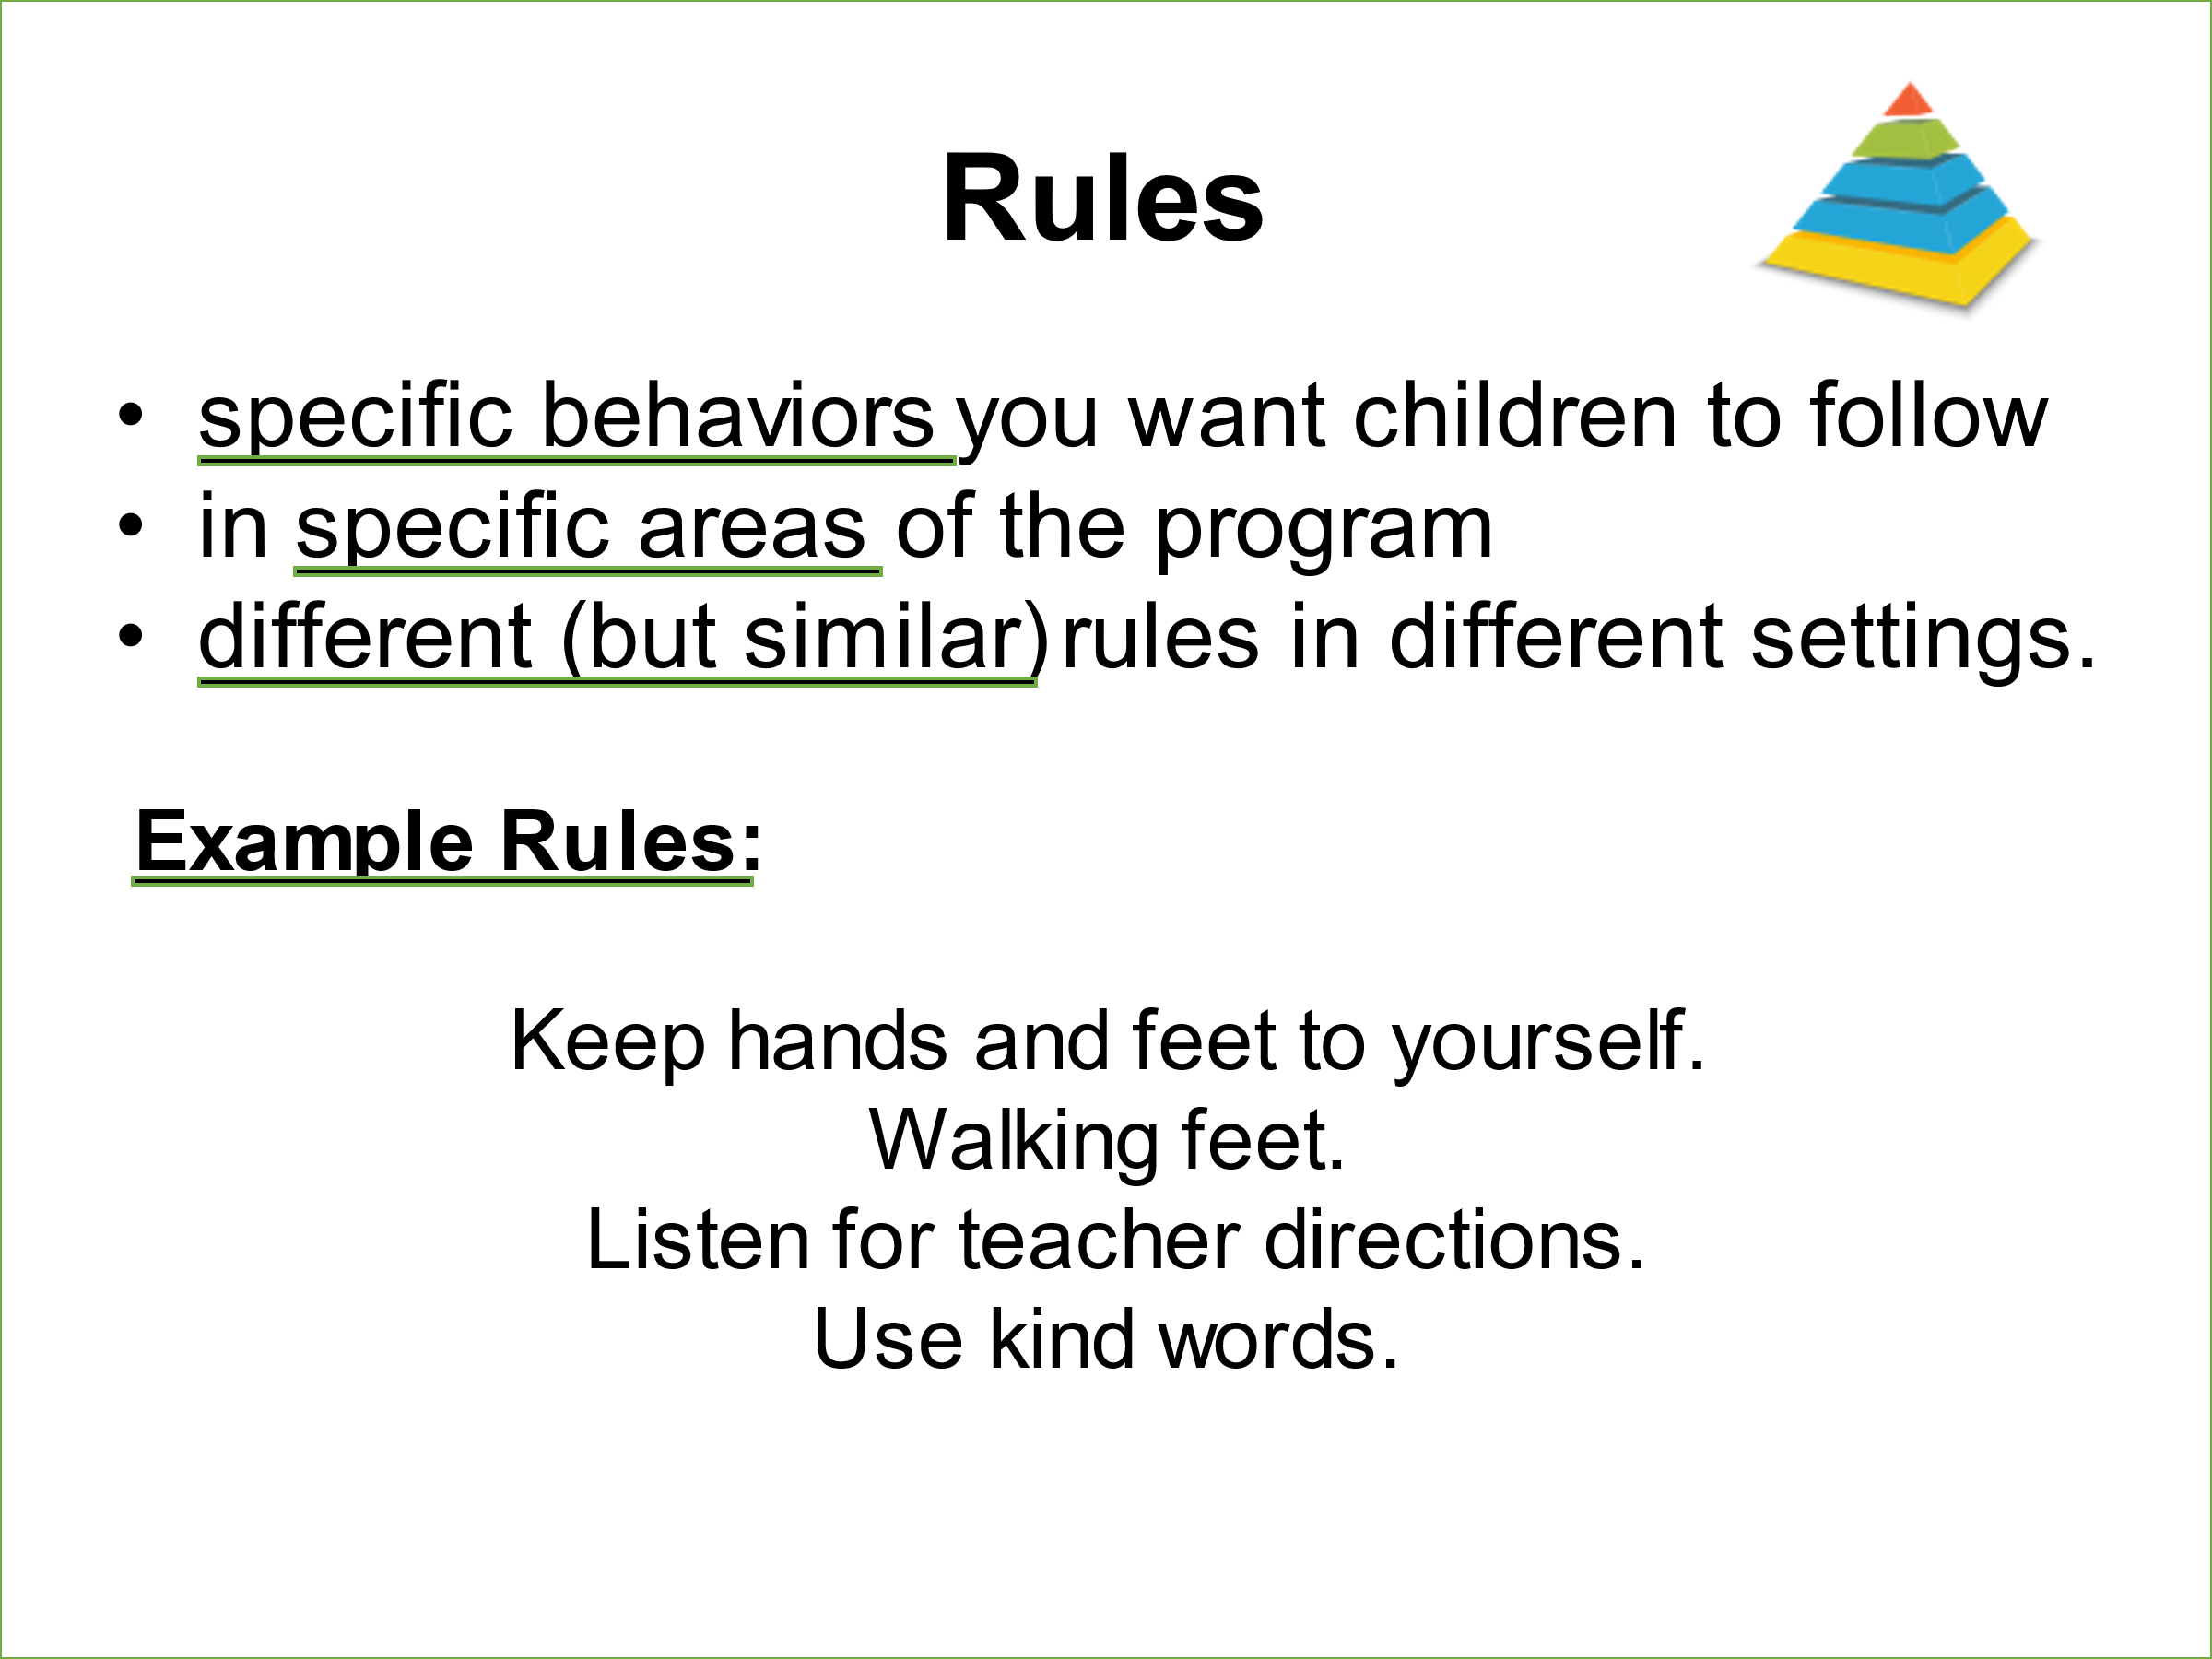 Rules
• specific behaviors you want children to follow
• in specific areas of the program
• different (but similar) rules in different settings.
Example Rules:
Keep hands and feet to yourself.
Walking feet.
Listen for teacher directions.
Use kind words.